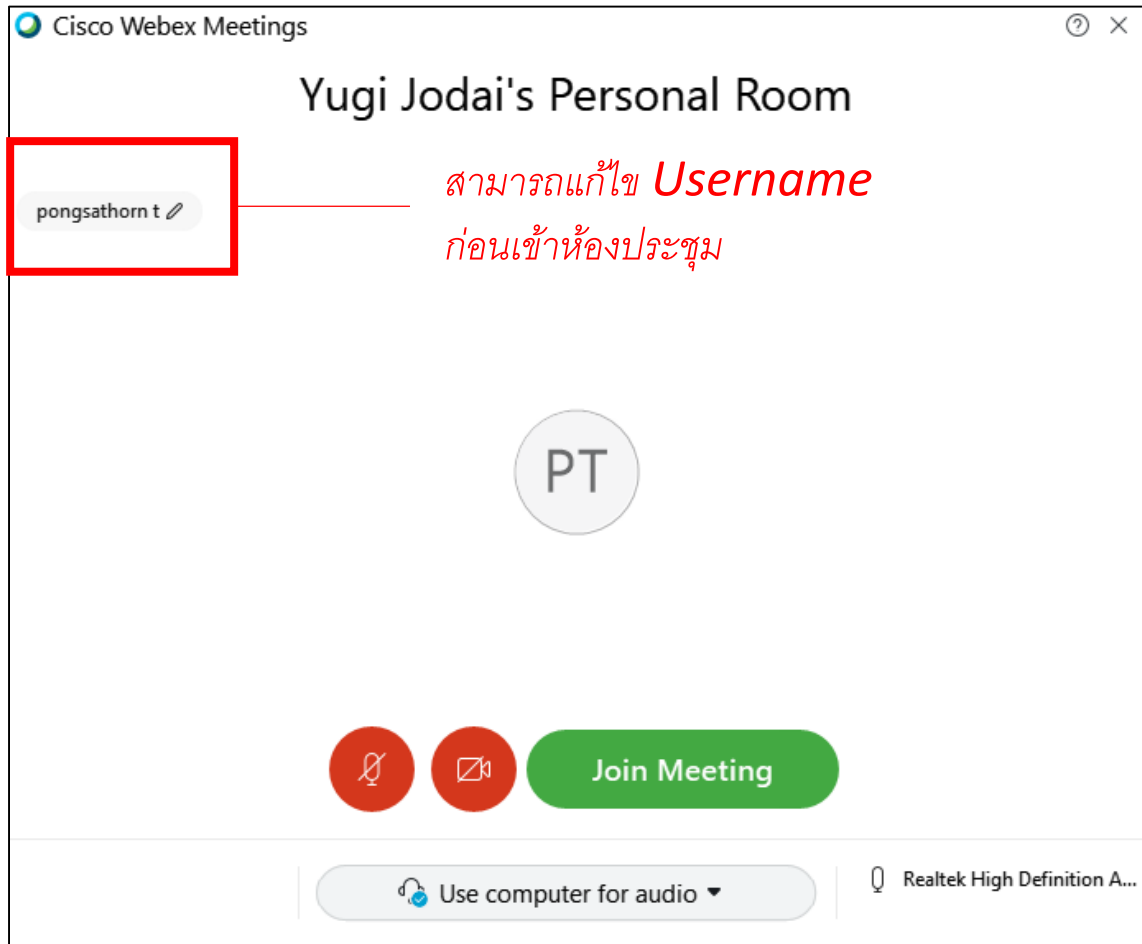 Cisco Webex Meetings
Yugi Jodai's Personal Room
pongsathorn t
สามารถแก้ไข Username
ก่อนเข้าห้องประชุม
PT
Join Meeting
Use computer for audio
Realtek High Definition A...